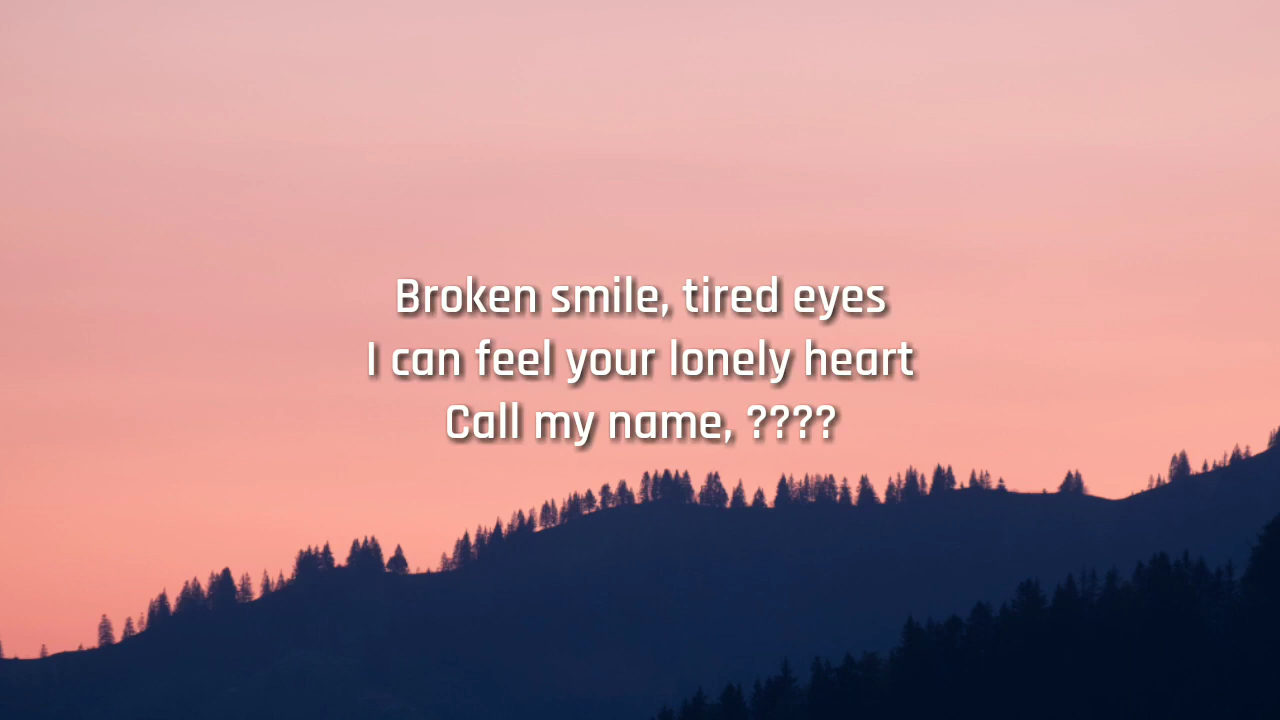 Broken smile, tired eyes
I can feel your lonely heart
Call my name, ????